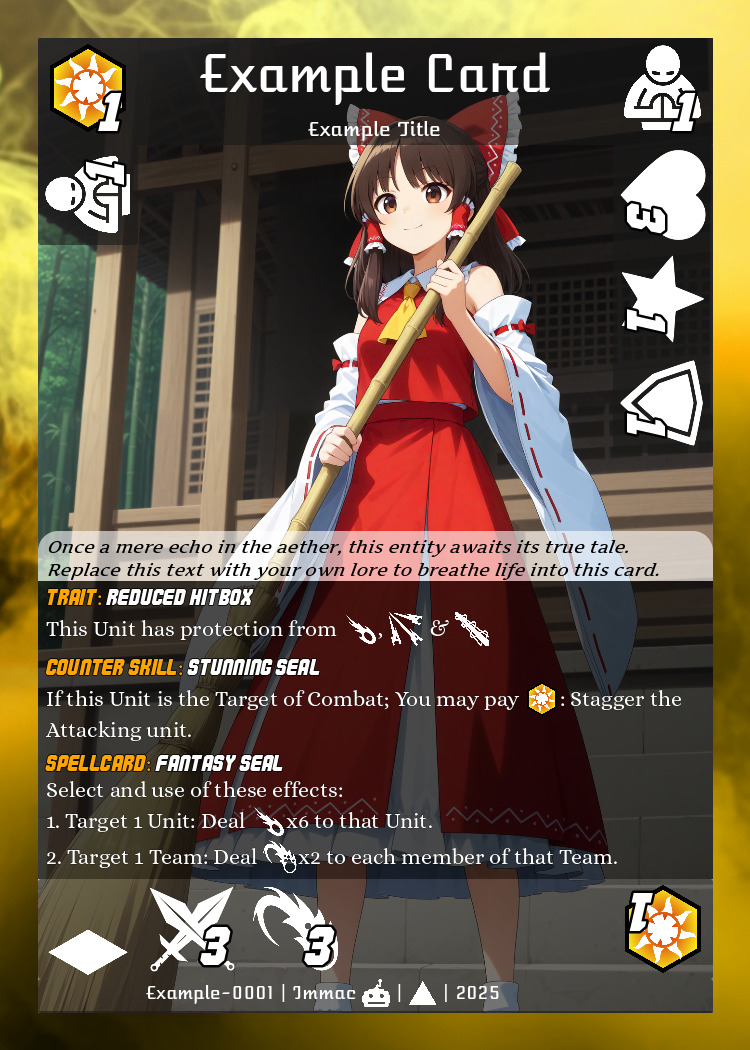 Example Card
Example Title
1
1
1
3
1
1
Once a mere echo in the aether, this entity awaits its true tale.
Replace this text with your own lore to breathe life into this card.
TRAIT: REDUCED HITBOX
This Unit has protection from , &
COUNTER SKILL: STUNNING SEAL
If this Unit is the Target of Combat; You may pay : Stagger the
Attacking unit.
SPELLCARD: FANTASY SEAL
Select and use of these effects:
1. Target 1 Unit: Deal x6 to that Unit.
2. Target 1 Team: Deal x2 to each member of that Team.
3
3
1
Example-0001 | Immac | | 2025